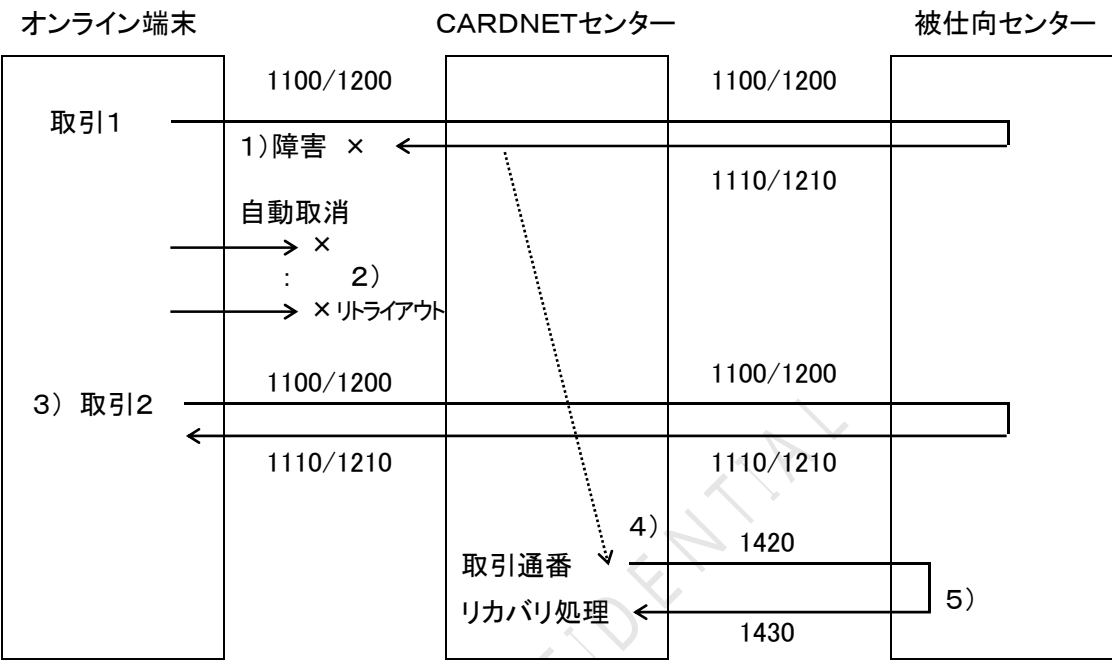 オンライン端末 CARDNETセンター 被仕向センター
1100/1200 1100/1200
取引1
1)障害 ×
1110/1210
自動取消
×
: 2)
×リトライアウト
1100/1200 1100/1200
3) 取引2
1110/1210 1110/1210
4)
1420
取引通番
リカバリ処理
5)
1430